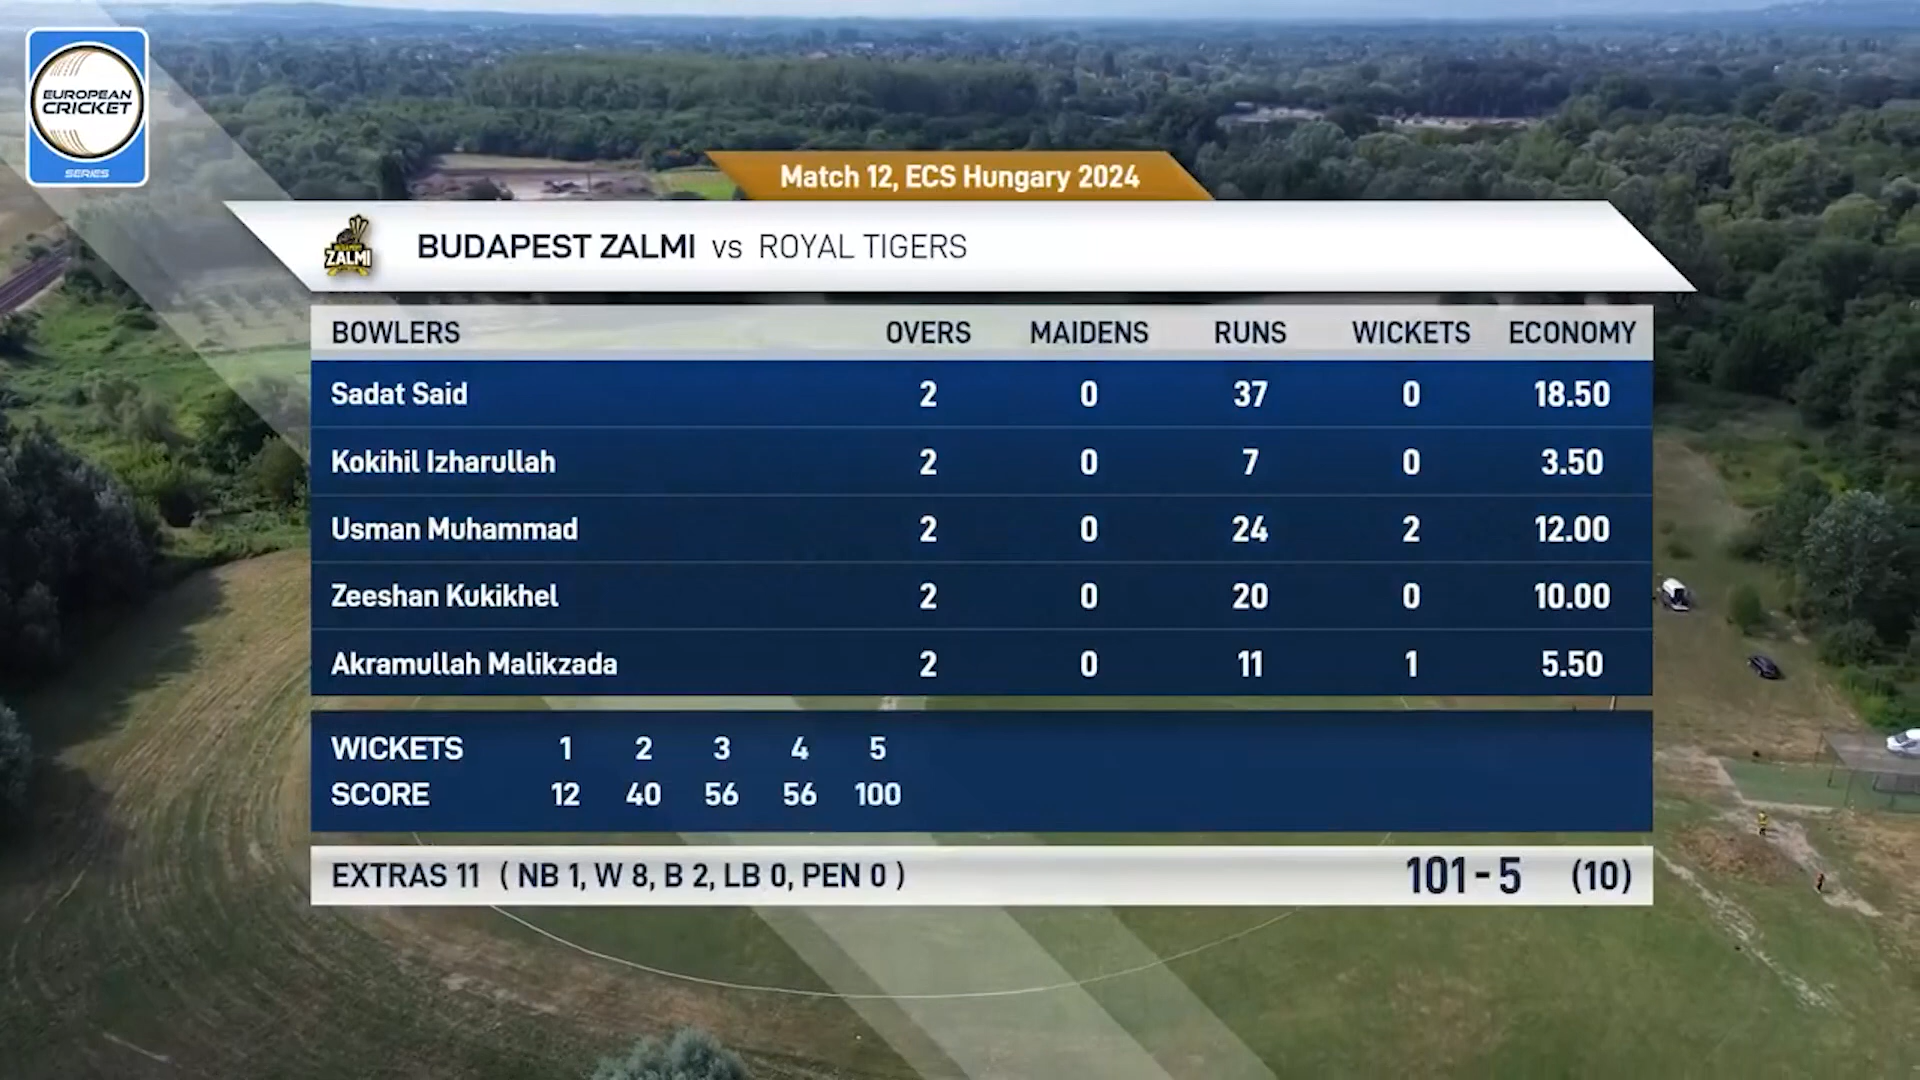 EUROPEAN
CRICKET
SERIES
Match 12, ECS Hungary 2024
ZALMI
BUDAPEST ZALMI vs ROYAL TIGERS
BOWLERS OVERS MAIDENS RUNS WICKETS ECONOMY
Sadat Said 2 0 37 0 18.50
Kokihil Izharullah 2 0 7 0 3.50
Usman Muhammad 2 0 24 2 12.00
Zeeshan Kukikhel 2 0 20 0 10.00
Akramullah Malikzada 2 0 11 1 5.50
WICKETS 1 2 3 4 5
SCORE 12 40 56 56 100
EXTRAS 11 ( NB 1, W 8, B 2, LB 0, PEN 0 ) 101-5 (10)